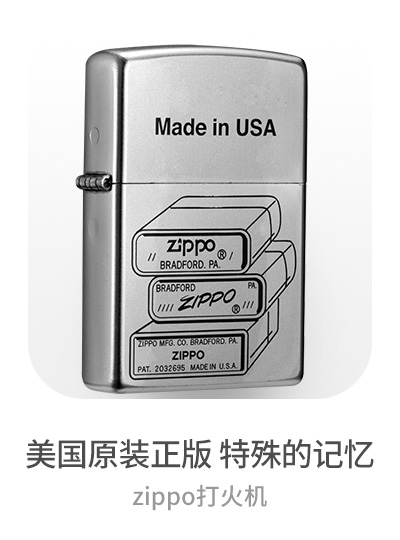 Made in USA
zippo®
// /
BRADFORD. PA.
BRADFORD PA.
//// ZIPPO ® ///
ZIPPO MFG. CO. BRADFORD. PA.
ZIPPO
PAT. 2032695 MADE IN U.S.A.
美国原装正版 特殊的记忆
zippo打火机